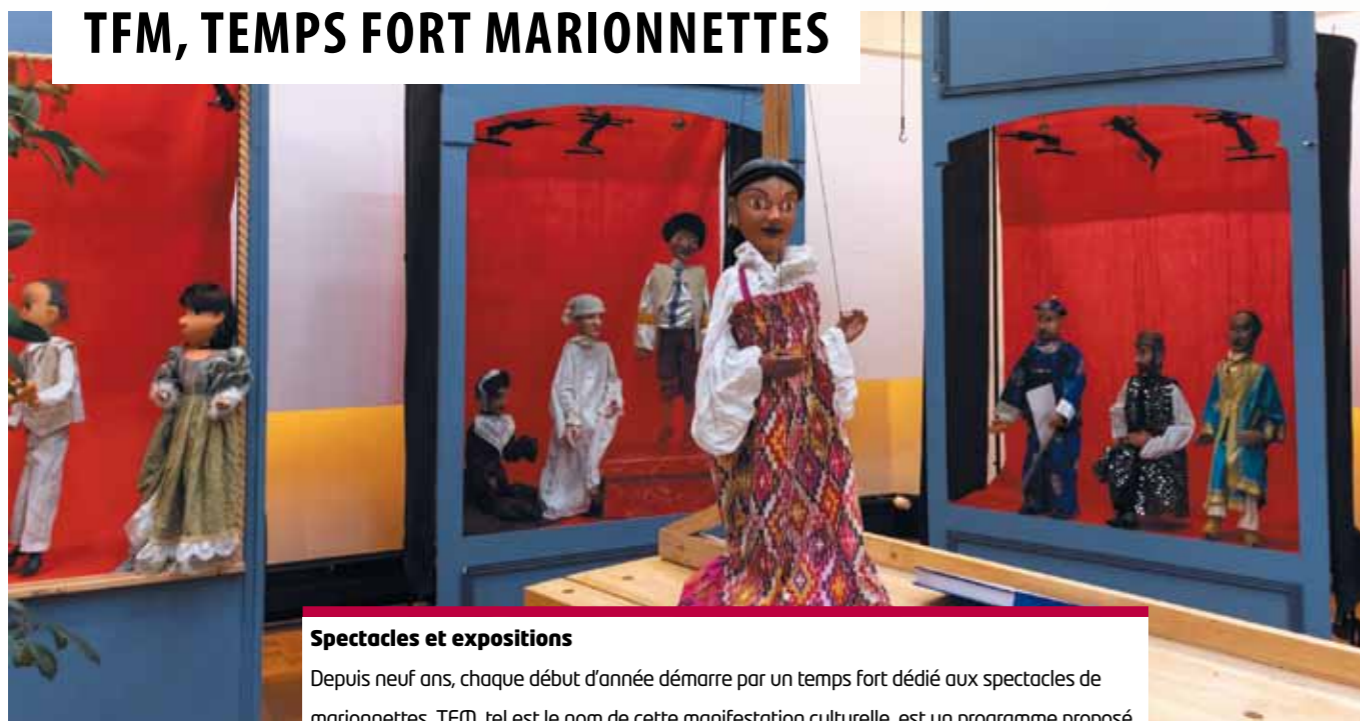 TFM, TEMPS FORT MARIONNETTES
Spectacles et expositions
Depuis neuf ans, chaque début d'année démarre par un temps fort dédié aux spectacles de
marionnettes. TFM, tel est le nom de cette manifestation culturelle, est un programme proposé